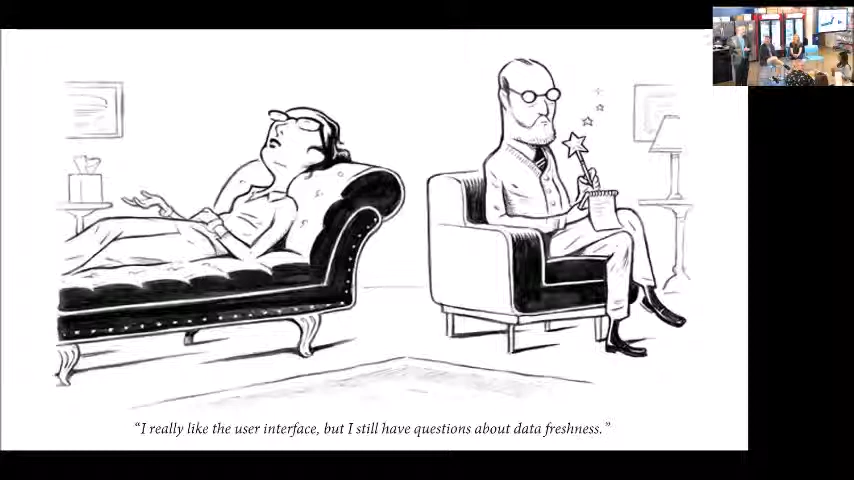 “I really like the user interface, but I still have questions about data freshness.”